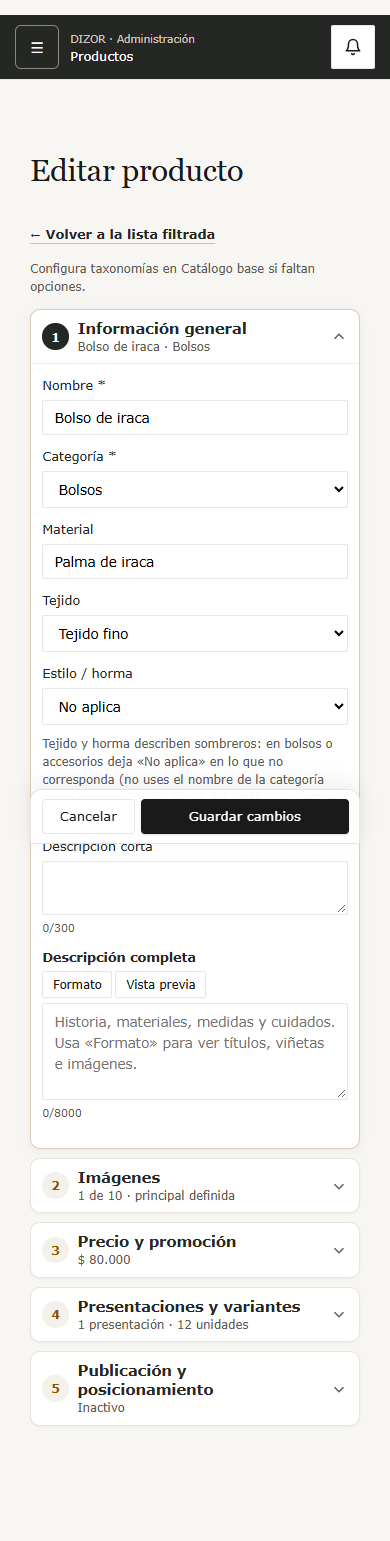 ☰
DIZOR · Administración
Productos
Editar producto
← Volver a la lista filtrada
Configura taxonomías en Catálogo base si faltan
opciones.
1
Información general
Bolso de iraca · Bolsos
Nombre *
Bolso de iraca
Categoría *
Bolsos
Material
Palma de iraca
Tejido
Tejido fino
Estilo / horma
No aplica
Tejido y horma describen sombreros: en bolsos o
accesorios deja «No aplica» en lo que no
corresponda (no uses el nombre de la categoría
Cancelar
Guardar cambios
Descripción corta
0/300
Descripción completa
Formato
Vista previa
Historia, materiales, medidas y cuidados.
Usa «Formato» para ver títulos, viñetas
e imágenes.
0/8000
2
Imágenes
1 de 10 · principal definida
3
Precio y promoción
$ 80.000
4
Presentaciones y variantes
1 presentación · 12 unidades
5
Publicación y
posicionamiento
Inactivo